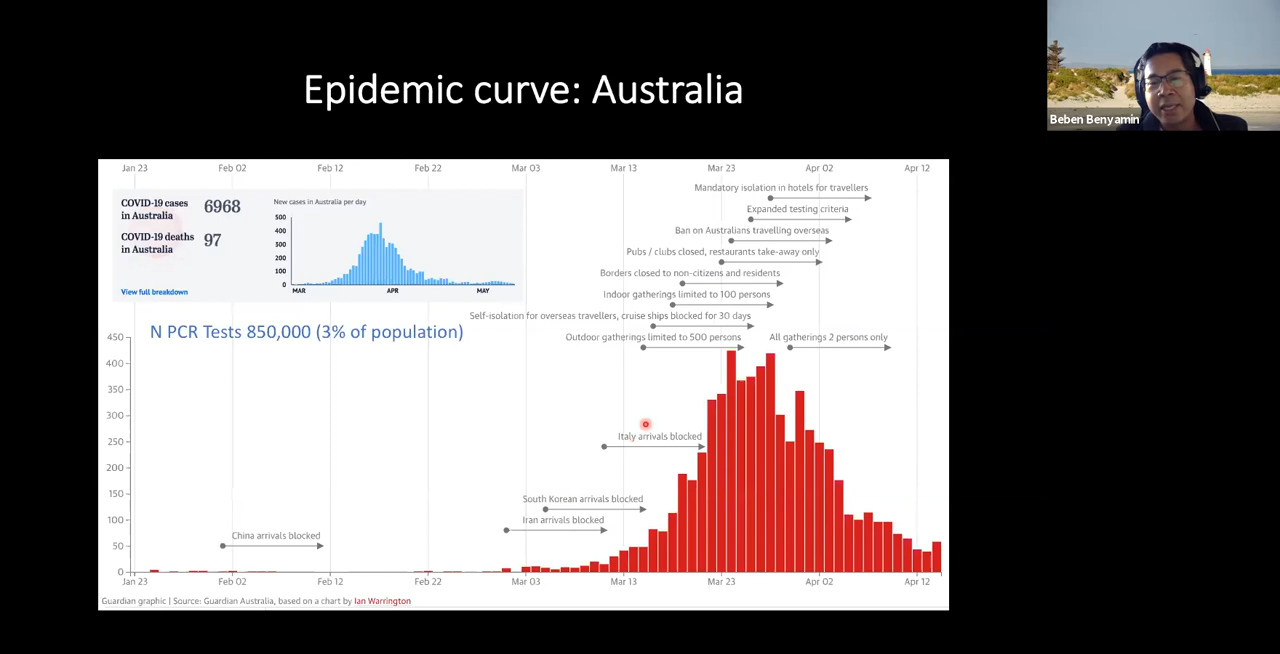 Beben Benyamin
Epidemic curve: Australia
Jan 23 Feb 02 Feb 12 Feb 22 Mar 03 Mar 13 Mar 23 Apr 02 Apr 12
COVID-19 cases
in Australia
6968
COVID-19 deaths
in Australia
97
View full breakdown
New cases in Australia per day
500
400
300
200
100
0
MAR APR MAY
N PCR Tests 850,000 (3% of population)
Mandatory isolation in hotels for travellers
Expanded testing criteria
Ban on Australians travelling overseas
Pubs / clubs closed, restaurants take-away only
Borders closed to non-citizens and residents
Indoor gatherings limited to 100 persons
Self-isolation for overseas travellers, cruise ships blocked for 30 days
Outdoor gatherings limited to 500 persons
All gatherings 2 persons only
Italy arrivals blocked
South Korean arrivals blocked
Iran arrivals blocked
China arrivals blocked
450
400
350
300
250
200
150
100
50
0
Jan 23 Feb 02 Feb 12 Feb 22 Mar 03 Mar 13 Mar 23 Apr 02 Apr 12
Guardian graphic | Source: Guardian Australia, based on a chart by Ian Warrington